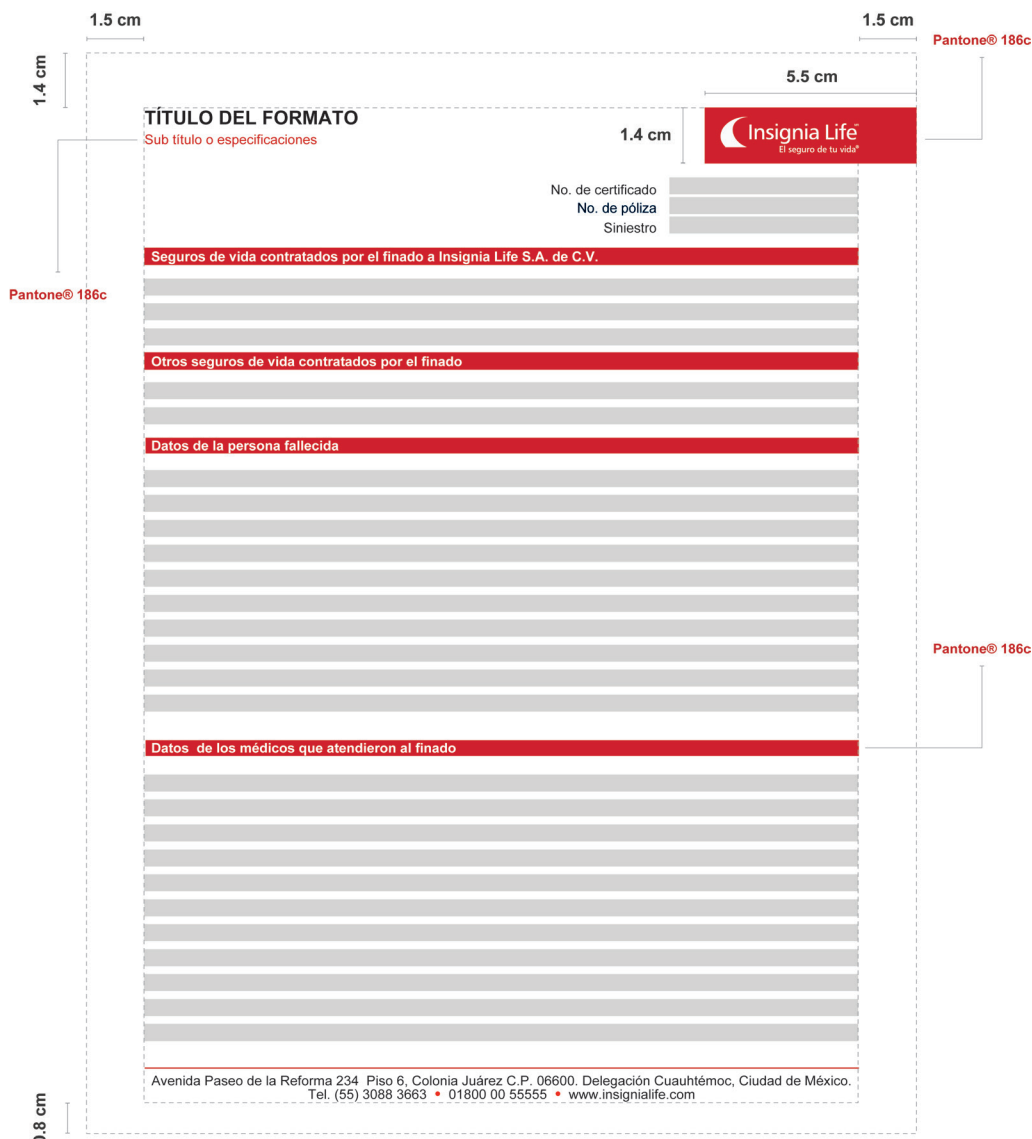 1.5 cm
1.5 cm
Pantone® 186c
1.4 cm
5.5 cm
TÍTULO DEL FORMATO
Sub título o especificaciones
1.4 cm
Insignia Life™
El seguro de tu vida®
No. de certificado
No. de póliza
Siniestro
Seguros de vida contratados por el finado a Insignia Life S.A. de C.V.
Pantone® 186c
Otros seguros de vida contratados por el finado
Datos de la persona fallecida
Pantone® 186c
Datos  de los médicos que atendieron al finado
Avenida Paseo de la Reforma 234  Piso 6, Colonia Juárez C.P. 06600. Delegación Cuauhtémoc, Ciudad de México.
Tel. (55) 3088 3663 • 01800 00 55555 • www.insignialife.com
0.8 cm